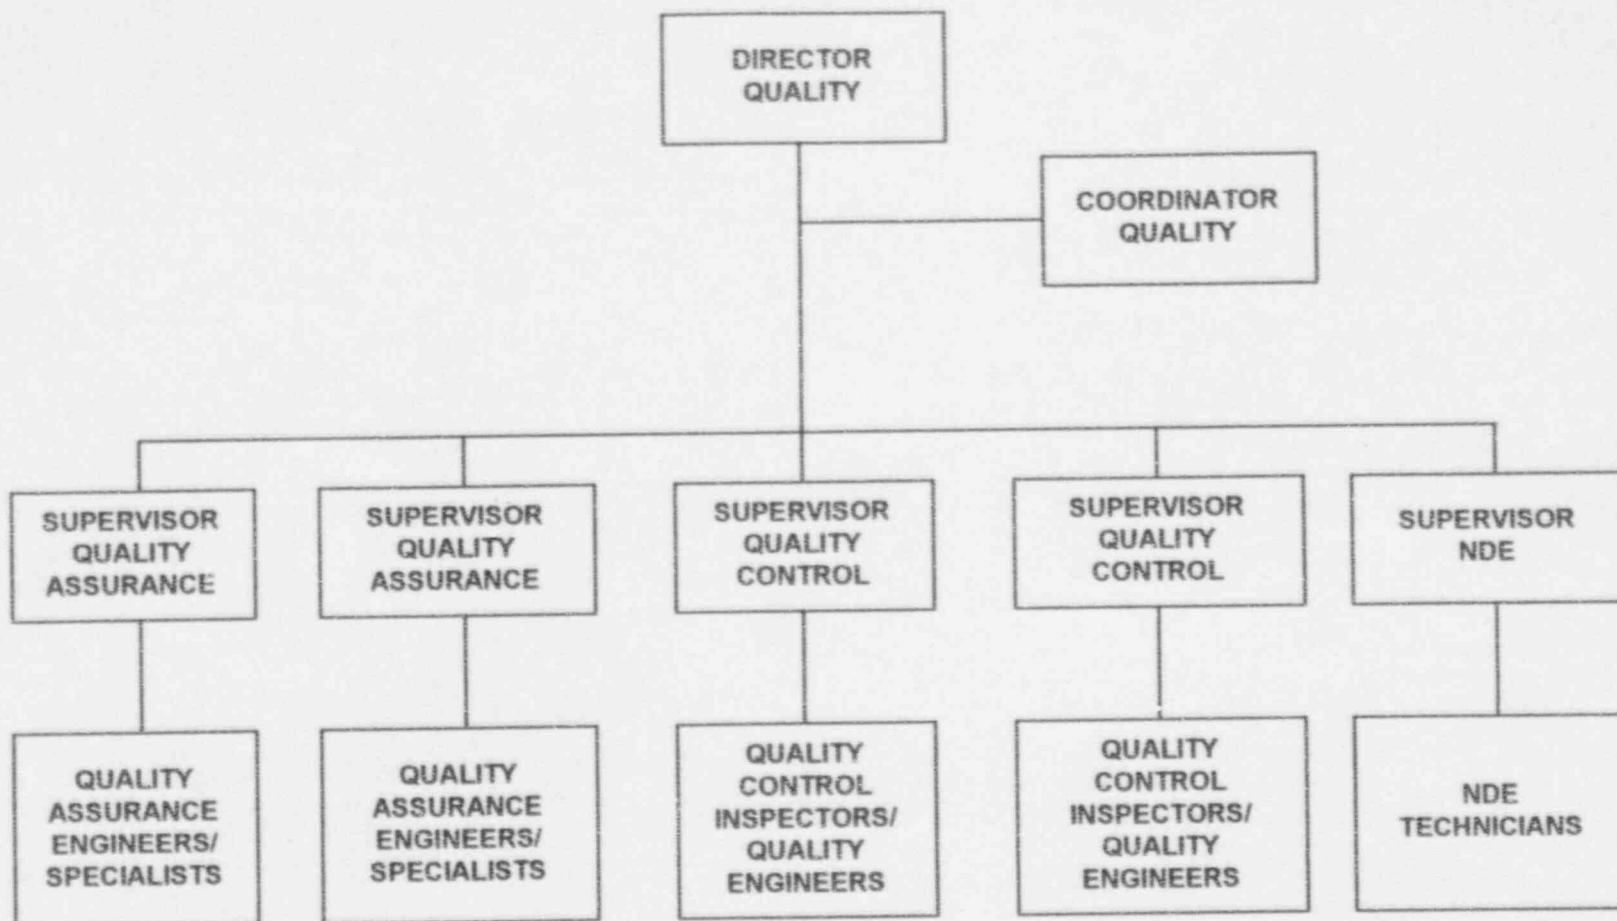 DIRECTOR
QUALITY
COORDINATOR
QUALITY
SUPERVISOR
QUALITY
ASSURANCE
SUPERVISOR
QUALITY
ASSURANCE
SUPERVISOR
QUALITY
CONTROL
SUPERVISOR
QUALITY
CONTROL
SUPERVISOR
NDE
QUALITY
ASSURANCE
ENGINEERS/
SPECIALISTS
QUALITY
ASSURANCE
ENGINEERS/
SPECIALISTS
QUALITY
CONTROL
INSPECTORS/
QUALITY
ENGINEERS
QUALITY
CONTROL
INSPECTORS/
QUALITY
ENGINEERS
NDE
TECHNICIANS